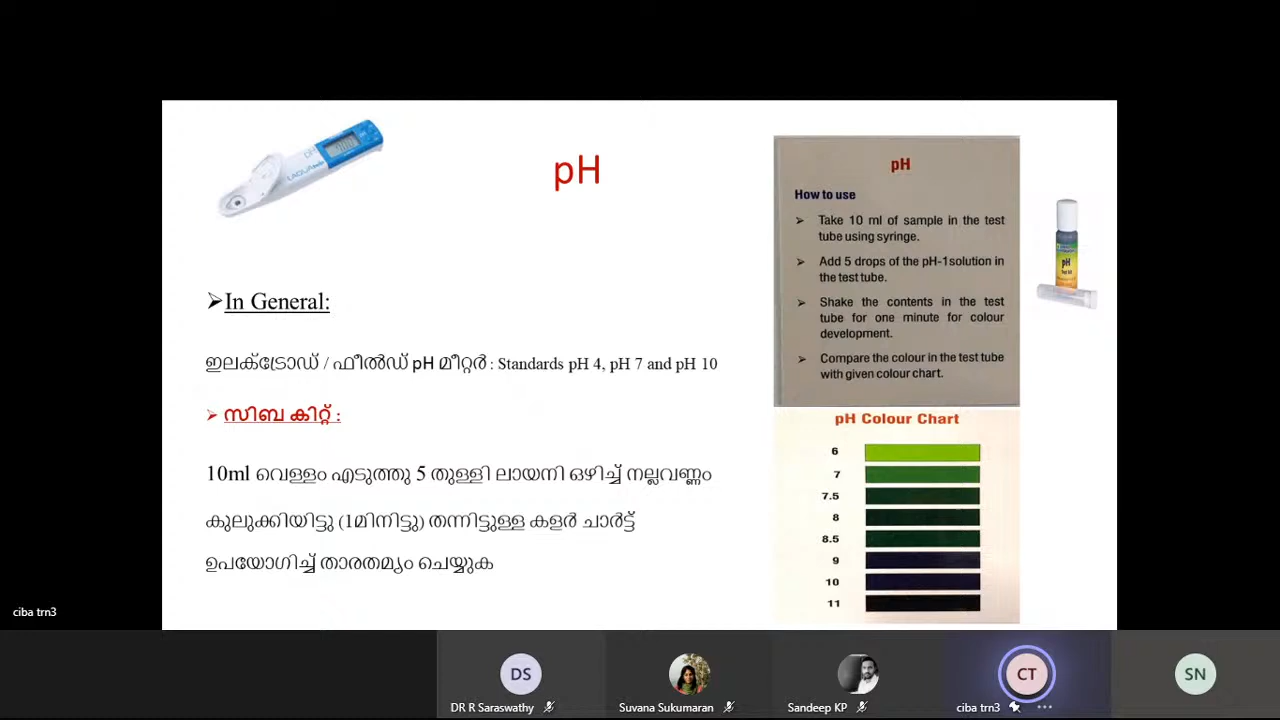 pH
➢In General:
ഇലക്ട്രോഡ് / ഫീൽഡ് pH മീറ്റർ : Standards pH 4, pH 7 and pH 10
➢ സിബ കിറ്റ് :
10ml വെള്ളം എടുത്തു 5 തുള്ളി ലായനി ഒഴിച്ച് നല്ലവണ്ണം
കുലുക്കിയിട്ടു (1മിനിട്ടു) തന്നിട്ടുള്ള കളർ ചാർട്ട്
ഉപയോഗിച്ച് താരതമ്യം ചെയ്യുക
pH
How to use
➢ Take 10 ml of sample in the test
tube using syringe.
➢ Add 5 drops of the pH-1solution in
the test tube.
➢ Shake the contents in the test
tube for one minute for colour
development.
➢ Compare the colour in the test tube
with given colour chart.
pH
pH Colour Chart
6
7
7.5
8
8.5
9
10
11
ciba trn3
DS
CT
SN
DR R Saraswathy
Suvana Sukumaran
Sandeep KP
ciba trn3